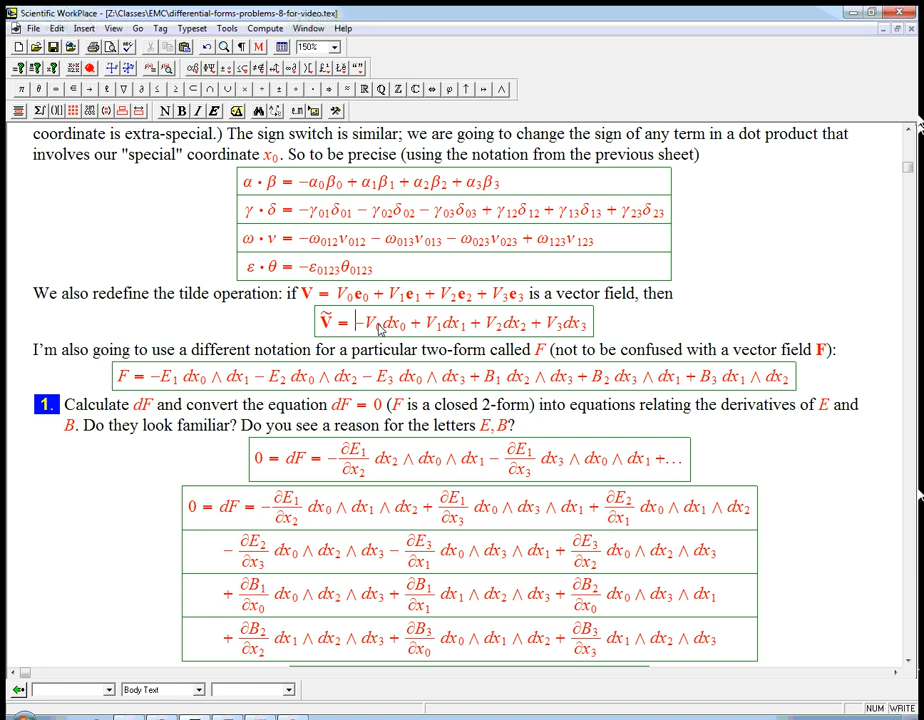 Scientific WorkPlace - [Z:\Classes\EMC\differential-forms-problems-8-for-video.tex]
File Edit Insert View Go Tag Typeset Tools Compute Window Help
150%
N B I E
coordinate is extra-special.) The sign switch is similar; we are going to change the sign of any term in a dot product that
involves our "special" coordinate x₀. So to be precise (using the notation from the previous sheet)
α · β = −α₀β₀ + α₁β₁ + α₂β₂ + α₃β₃
γ · δ = −γ₀₁δ₀₁ − γ₀₂δ₀₂ − γ₀₃δ₀₃ + γ₁₂δ₁₂ + γ₁₃δ₁₃ + γ₂₃δ₂₃
ω · ν = −ω₀₁₂ν₀₁₂ − ω₀₁₃ν₀₁₃ − ω₀₂₃ν₀₂₃ + ω₁₂₃ν₁₂₃
ε · θ = −ε₀₁₂₃θ₀₁₂₃
We also redefine the tilde operation: if V = V₀e₀ + V₁e₁ + V₂e₂ + V₃e₃ is a vector field, then
Ṽ = −V₀dx₀ + V₁dx₁ + V₂dx₂ + V₃dx₃
I'm also going to use a different notation for a particular two-form called F (not to be confused with a vector field F):
F = −E₁ dx₀ ∧ dx₁ − E₂ dx₀ ∧ dx₂ − E₃ dx₀ ∧ dx₃ + B₁ dx₂ ∧ dx₃ + B₂ dx₃ ∧ dx₁ + B₃ dx₁ ∧ dx₂
1. Calculate dF and convert the equation dF = 0 (F is a closed 2-form) into equations relating the derivatives of E and
B. Do they look familiar? Do you see a reason for the letters E, B?
0 = dF = −∂E₁/∂x₂ dx₂ ∧ dx₀ ∧ dx₁ − ∂E₁/∂x₃ dx₃ ∧ dx₀ ∧ dx₁ +…
0 = dF = −∂E₁/∂x₂ dx₀ ∧ dx₁ ∧ dx₂ + ∂E₁/∂x₃ dx₀ ∧ dx₃ ∧ dx₁ + ∂E₂/∂x₁ dx₀ ∧ dx₁ ∧ dx₂
− ∂E₂/∂x₃ dx₀ ∧ dx₂ ∧ dx₃ − ∂E₃/∂x₁ dx₀ ∧ dx₃ ∧ dx₁ + ∂E₃/∂x₂ dx₀ ∧ dx₂ ∧ dx₃
+ ∂B₁/∂x₀ dx₀ ∧ dx₂ ∧ dx₃ + ∂B₁/∂x₁ dx₁ ∧ dx₂ ∧ dx₃ + ∂B₂/∂x₀ dx₀ ∧ dx₃ ∧ dx₁
+ ∂B₂/∂x₂ dx₁ ∧ dx₂ ∧ dx₃ + ∂B₃/∂x₀ dx₀ ∧ dx₁ ∧ dx₂ + ∂B₃/∂x₃ dx₁ ∧ dx₂ ∧ dx₃
Body Text
NUM WRITE